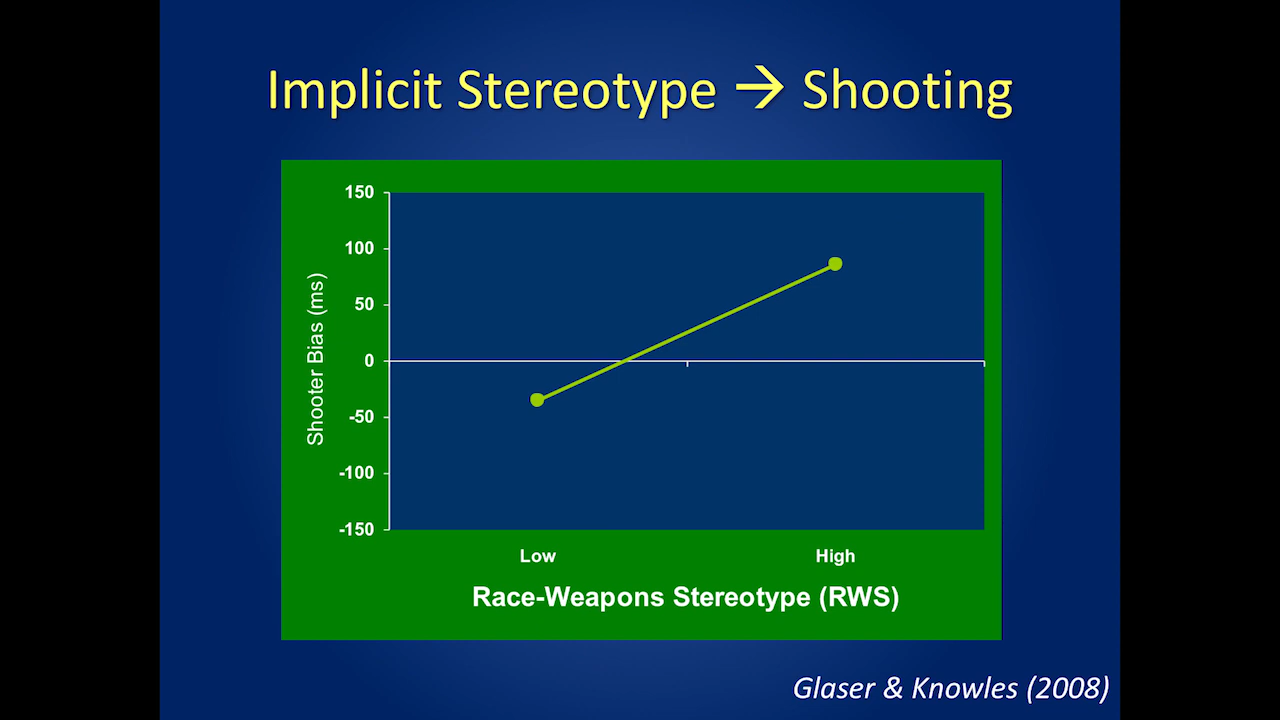 Implicit Stereotype → Shooting
150
100
50
0
-50
-100
-150
Shooter Bias (ms)
Low High
Race-Weapons Stereotype (RWS)
Glaser & Knowles (2008)